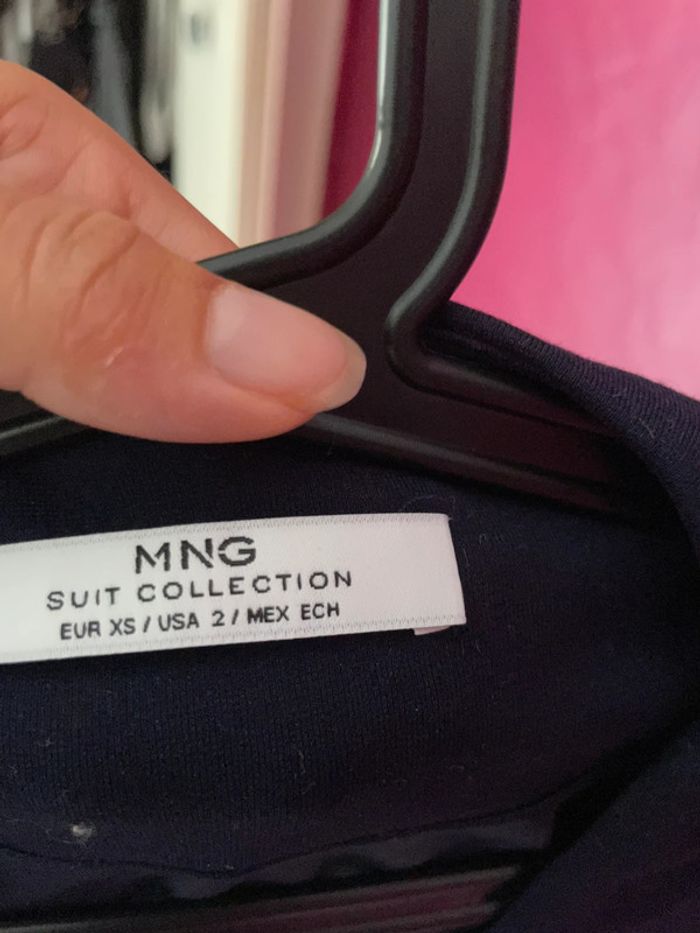 MNG
SUIT COLLECTION
EUR XS / USA 2 / MEX ECH